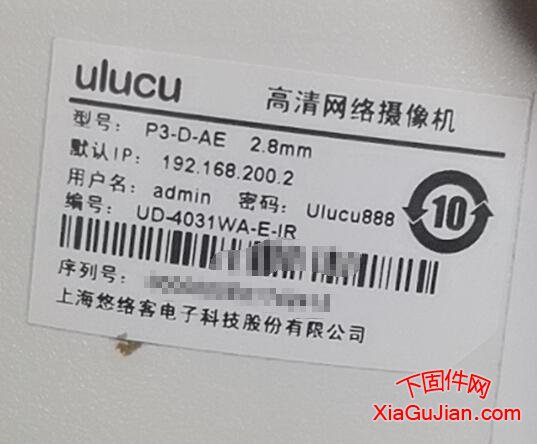 ulucu 高清网络摄像机
型号: P3-D-AE 2.8mm
默认IP: 192.168.200.2
用户名: admin 密码: Ulucu888
编号: UD-4031WA-E-IR
10
序列号:
上海悠络客电子科技股份有限公司
下固件网
XiaGuJian.com